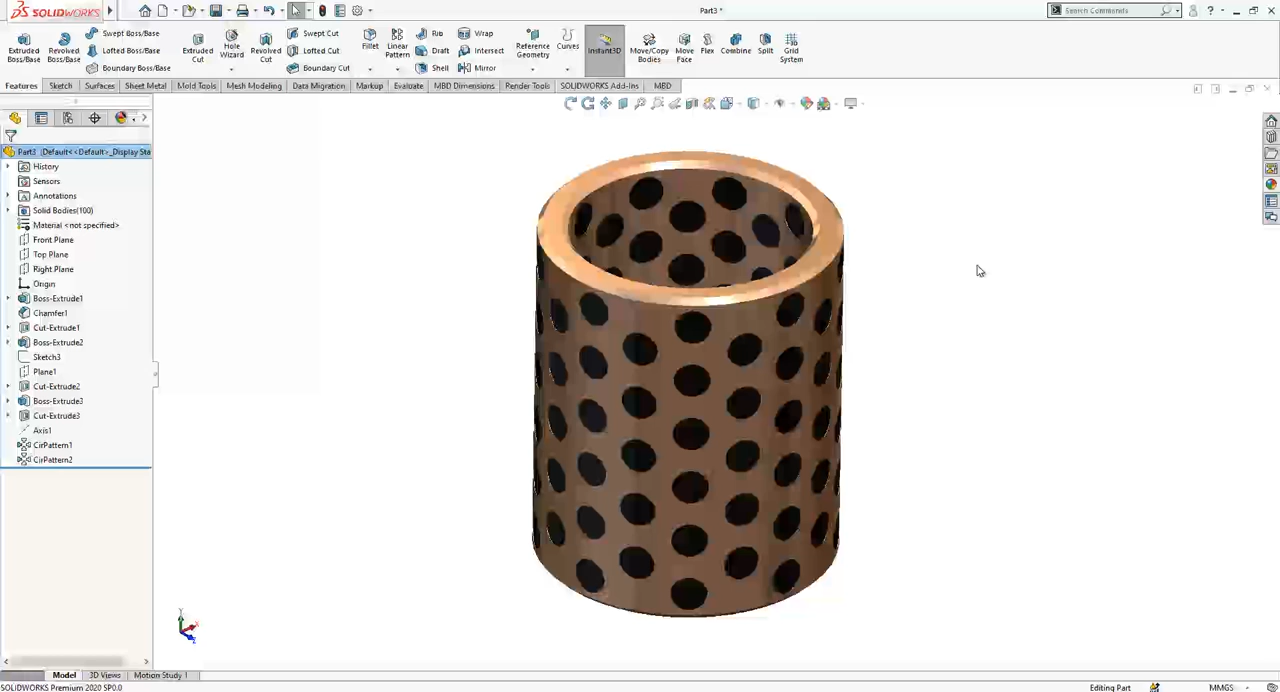 SOLIDWORKS
Part3 *
Search Commands
Extruded Boss/Base
Revolved Boss/Base
Swept Boss/Base
Lofted Boss/Base
Boundary Boss/Base
Extruded Cut
Hole Wizard
Revolved Cut
Swept Cut
Lofted Cut
Boundary Cut
Fillet
Linear Pattern
Rib
Draft
Shell
Wrap
Intersect
Mirror
Reference Geometry
Curves
Instant3D
Move/Copy Bodies
Move Face
Flex
Combine
Split
Grid System
Features Sketch Surfaces Sheet Metal Mold Tools Mesh Modeling Data Migration Markup Evaluate MBD Dimensions Render Tools SOLIDWORKS Add-Ins MBD
Part3 (Default<<Default>_Display Sta
History
Sensors
Annotations
Solid Bodies(100)
Material <not specified>
Front Plane
Top Plane
Right Plane
Origin
Boss-Extrude1
Chamfer1
Cut-Extrude1
Boss-Extrude2
Sketch3
Plane1
Cut-Extrude2
Boss-Extrude3
Cut-Extrude3
Axis1
CirPattern1
CirPattern2
Model 3D Views Motion Study 1
SOLIDWORKS Premium 2020 SP0.0
Editing Part
MMGS